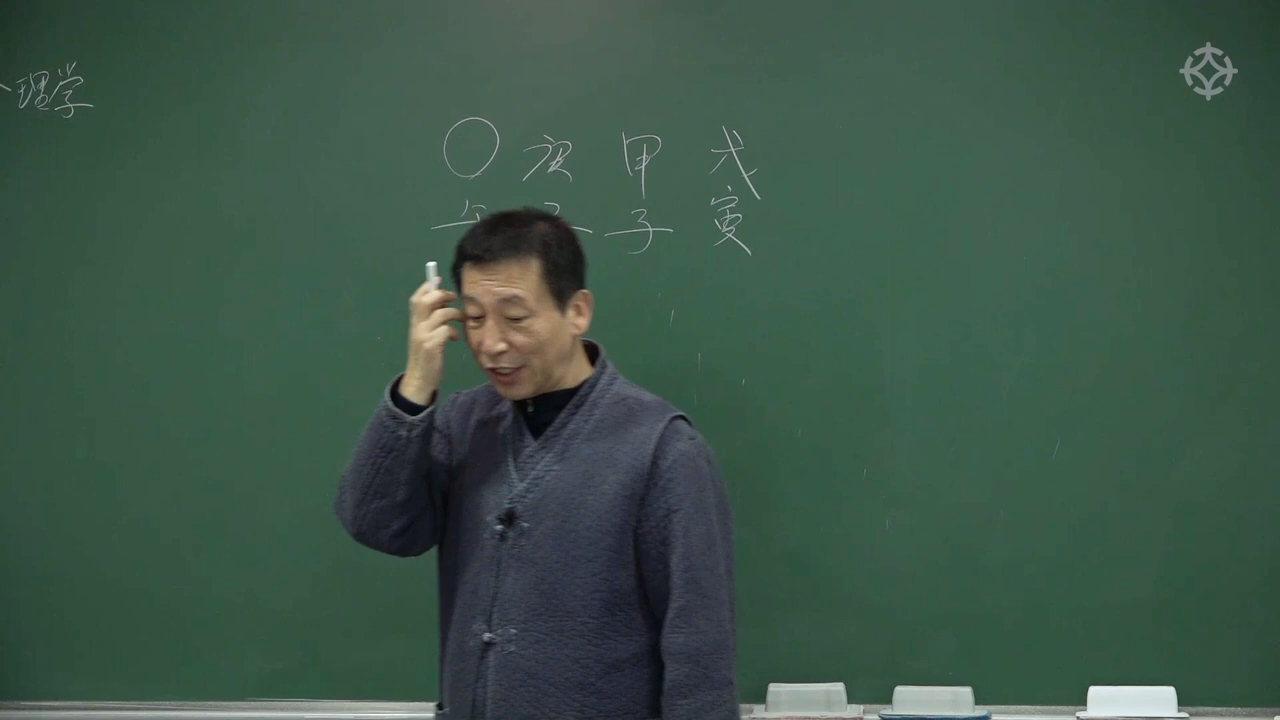 理学
○ 庚 甲 戊
子 寅